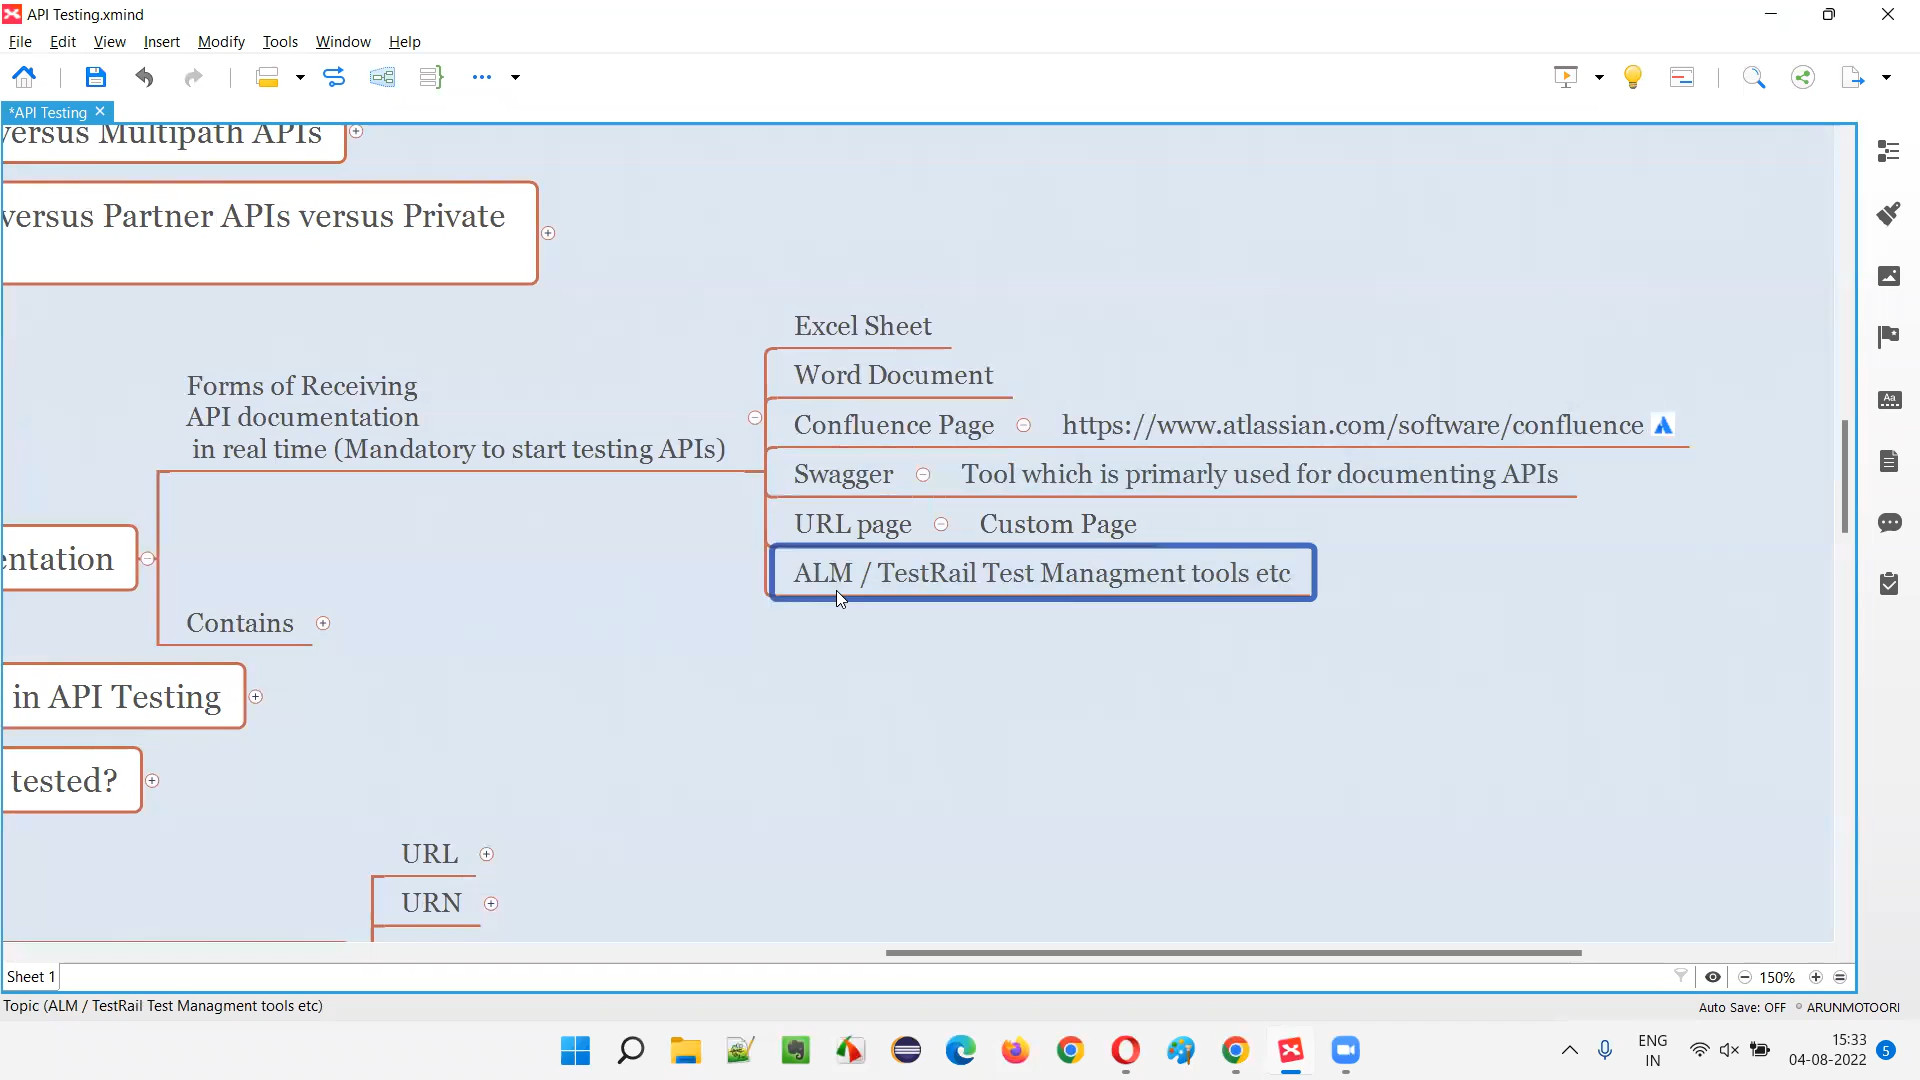 API Testing.xmind
File Edit View Insert Modify Tools Window Help
*API Testing
versus Multipath APIs
versus Partner APIs versus Private
Excel Sheet
Forms of Receiving
API documentation
in real time (Mandatory to start testing APIs)
Word Document
Confluence Page https://www.atlassian.com/software/confluence
Swagger Tool which is primarly used for documenting APIs
URL page Custom Page
ALM / TestRail Test Managment tools etc
entation
Contains
in API Testing
tested?
URL
URN
Sheet 1
150%
Topic (ALM / TestRail Test Managment tools etc)
Auto Save: OFF ARUNMOTOORI
ENG
IN
15:33
04-08-2022
5
Aa